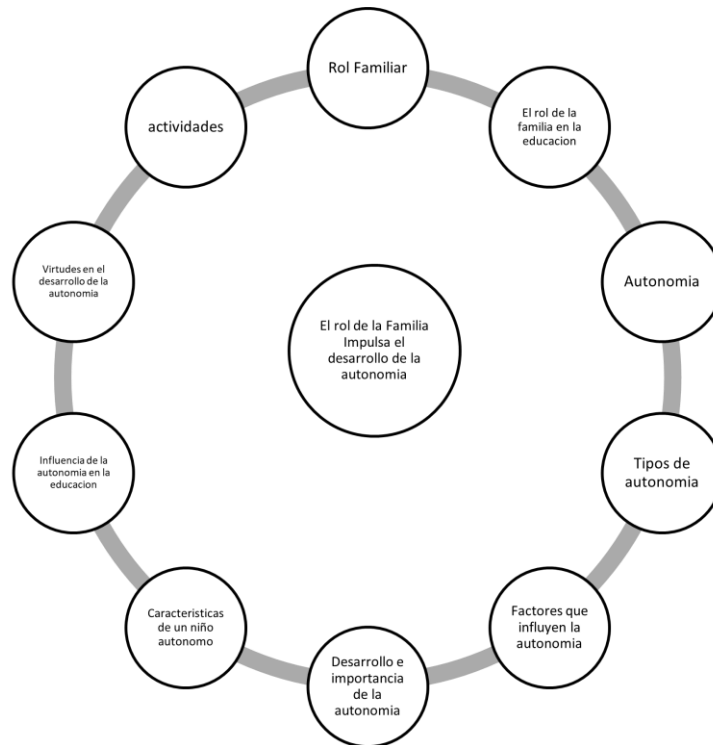 Rol Familiar
El rol de la
familia en la
educacion
Autonomia
Tipos de
autonomia
Factores que
influyen la
autonomia
Desarrollo e
importancia
de la
autonomia
Caracteristicas
de un niño
autonomo
Influencia de la
autonomia en la
educacion
Virtudes en el
desarrollo de la
autonomia
actividades
El rol de la Familia
Impulsa el
desarrollo de la
autonomia